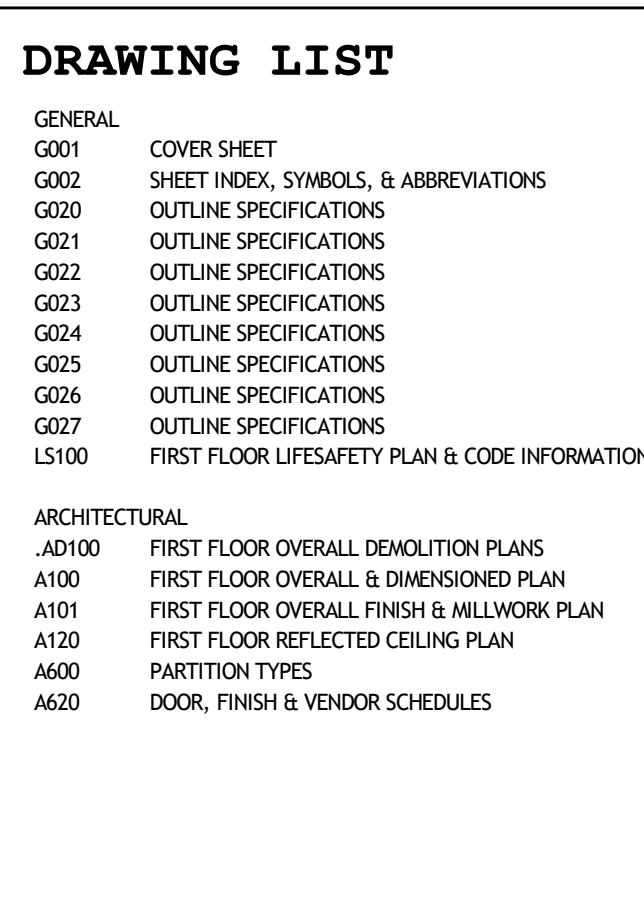 DRAWING LIST
GENERAL
G001 COVER SHEET
G002 SHEET INDEX, SYMBOLS, & ABBREVIATIONS
G020 OUTLINE SPECIFICATIONS
G021 OUTLINE SPECIFICATIONS
G022 OUTLINE SPECIFICATIONS
G023 OUTLINE SPECIFICATIONS
G024 OUTLINE SPECIFICATIONS
G025 OUTLINE SPECIFICATIONS
G026 OUTLINE SPECIFICATIONS
G027 OUTLINE SPECIFICATIONS
LS100 FIRST FLOOR LIFESAFETY PLAN & CODE INFORMATION
ARCHITECTURAL
.AD100 FIRST FLOOR OVERALL DEMOLITION PLANS
A100 FIRST FLOOR OVERALL & DIMENSIONED PLAN
A101 FIRST FLOOR OVERALL FINISH & MILLWORK PLAN
A120 FIRST FLOOR REFLECTED CEILING PLAN
A600 PARTITION TYPES
A620 DOOR, FINISH & VENDOR SCHEDULES